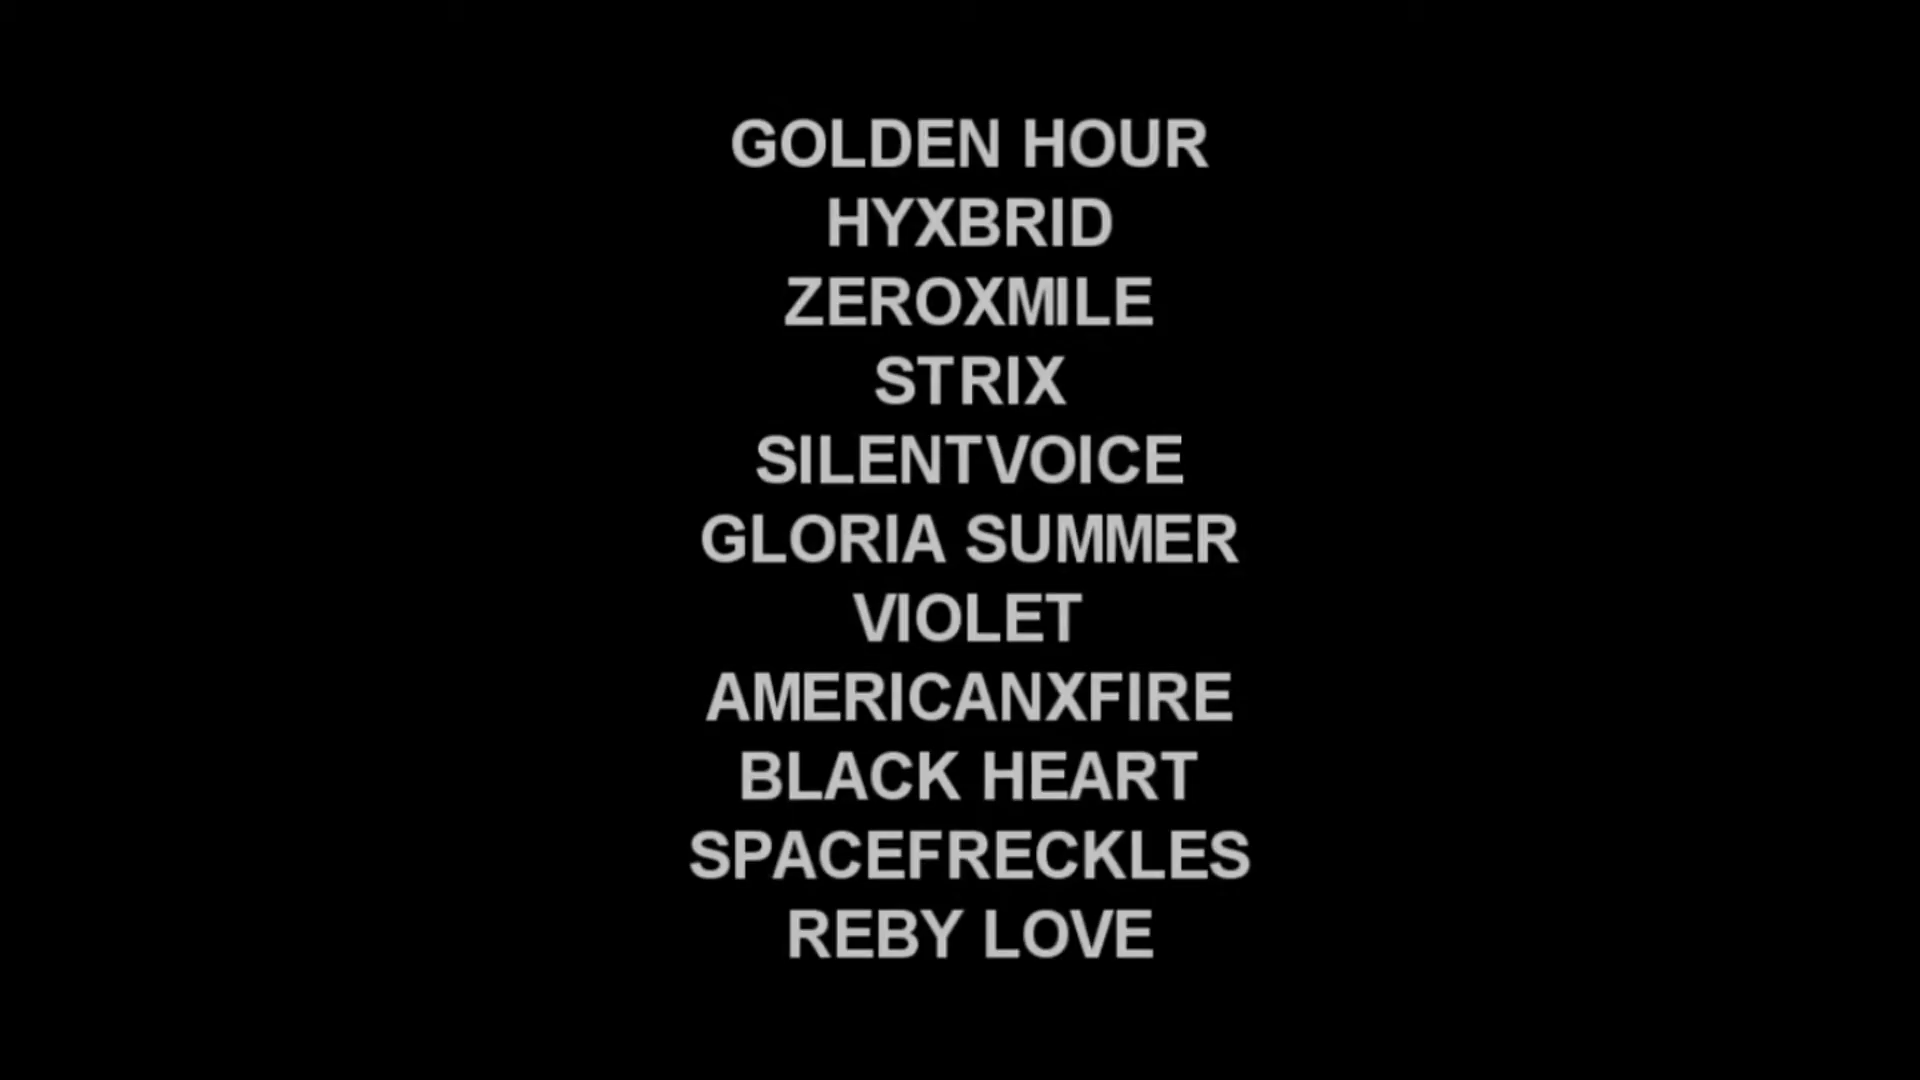 GOLDEN HOUR
HYXBRID
ZEROXMILE
STRIX
SILENTVOICE
GLORIA SUMMER
VIOLET
AMERICANXFIRE
BLACK HEART
SPACEFRECKLES
REBY LOVE